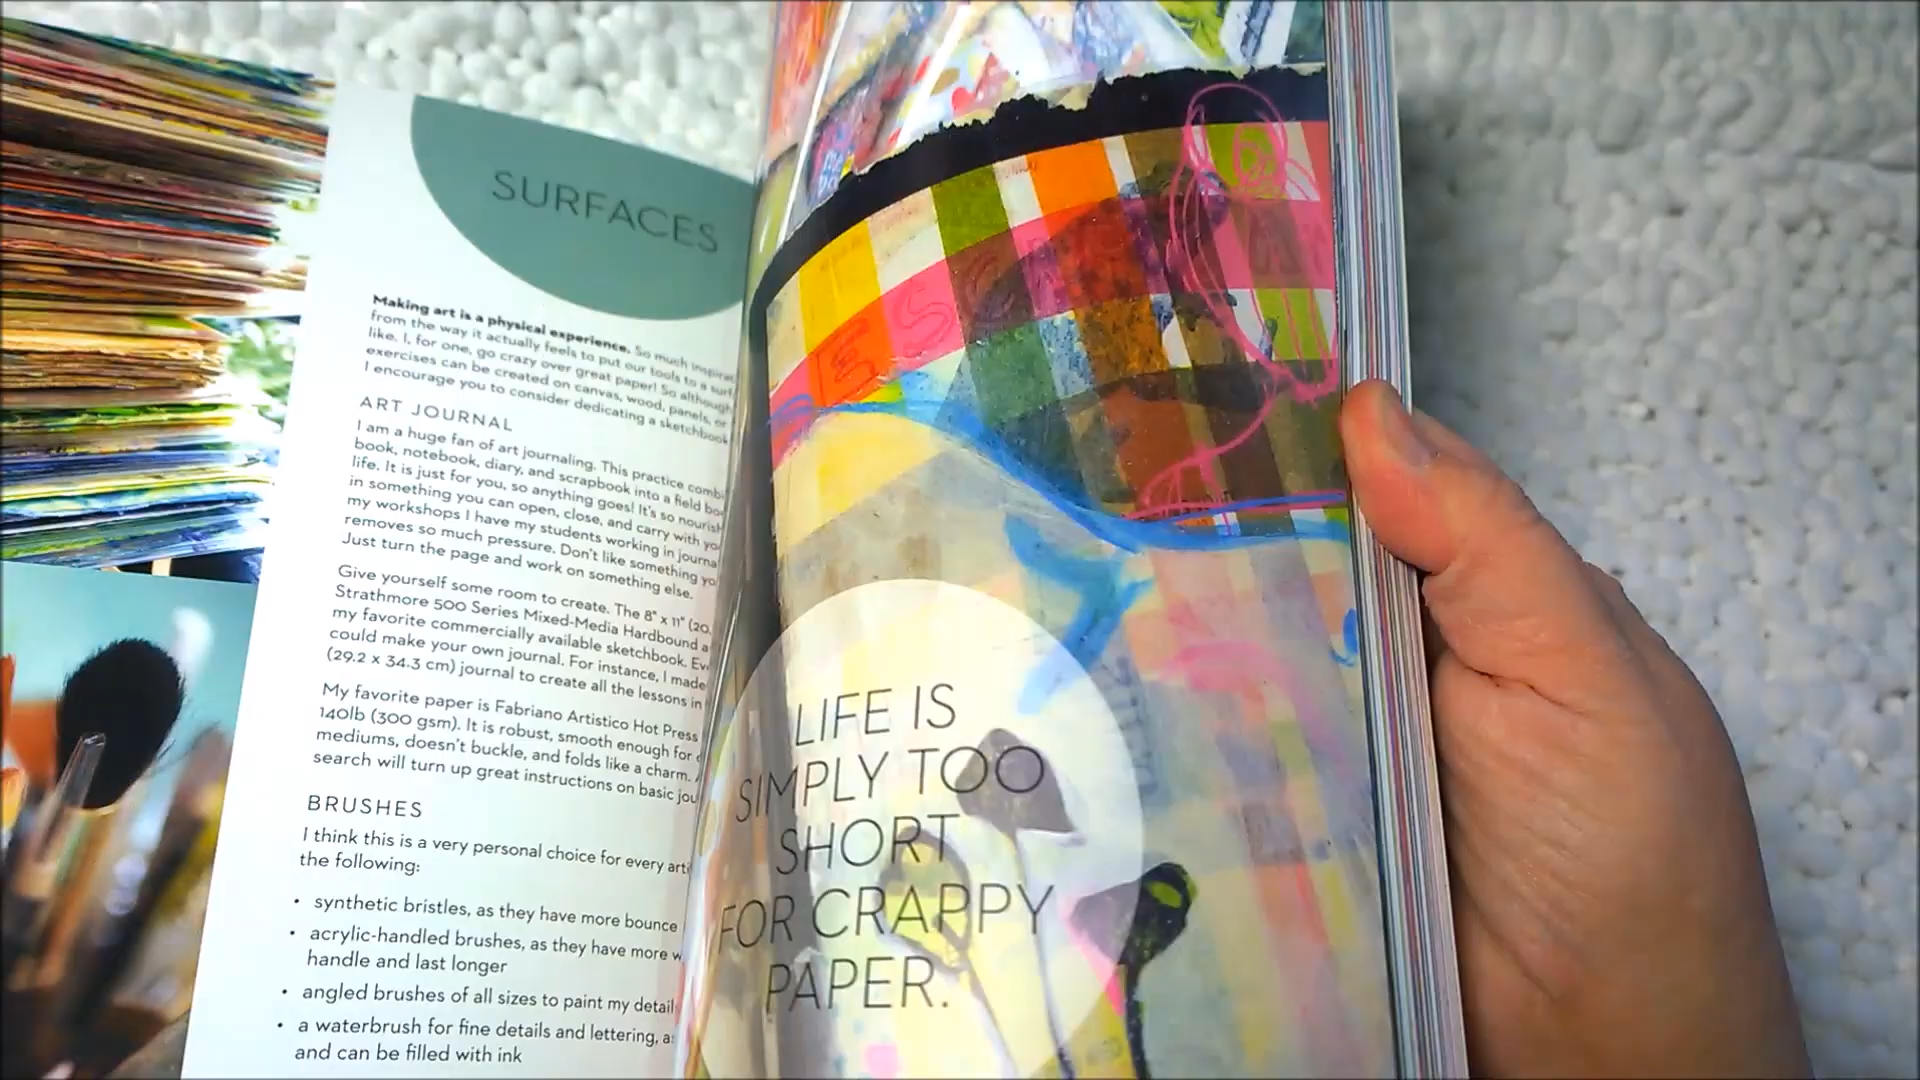 SURFACES
Making art is a physical experience. So much inspirat
from the way it actually feels to put our tools to a surf
like. I, for one, go crazy over great paper! So although
exercises can be created on canvas, wood, panels, or
I encourage you to consider dedicating a sketchbook
ART JOURNAL
I am a huge fan of art journaling. This practice combi
book, notebook, diary, and scrapbook into a field bo
life. It is just for you, so anything goes! It's so nourish
in something you can open, close, and carry with yo
my workshops I have my students working in journa
removes so much pressure. Don't like something yo
Just turn the page and work on something else.
Give yourself some room to create. The 8" x 11" (20.
Strathmore 500 Series Mixed-Media Hardbound a
my favorite commercially available sketchbook. Ev
could make your own journal. For instance, I made
(29.2 x 34.3 cm) journal to create all the lessons in
My favorite paper is Fabriano Artistico Hot Press
140lb (300 gsm). It is robust, smooth enough for
mediums, doesn't buckle, and folds like a charm.
search will turn up great instructions on basic jou
BRUSHES
I think this is a very personal choice for every arti
the following:
• synthetic bristles, as they have more bounce
• acrylic-handled brushes, as they have more w
handle and last longer
• angled brushes of all sizes to paint my detail
• a waterbrush for fine details and lettering, a
and can be filled with ink
LIFE IS
SIMPLY TOO
SHORT
FOR CRAPPY
PAPER.